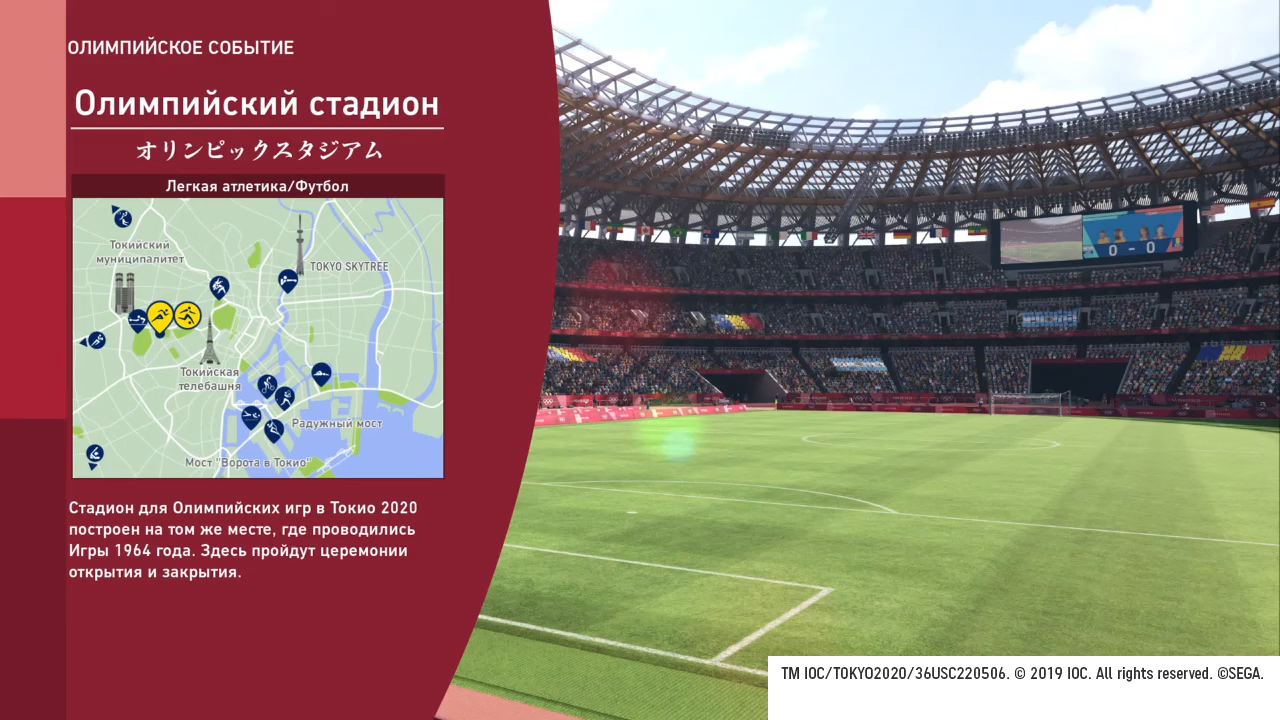 ОЛИМПИЙСКОЕ СОБЫТИЕ
Олимпийский стадион
オリンピックスタジアム
Легкая атлетика/Футбол
Токийский
муниципалитет
TOKYO SKYTREE
Токийская
телебашня
Радужный мост
Мост "Ворота в Токио"
Стадион для Олимпийских игр в Токио 2020
построен на том же месте, где проводились
Игры 1964 года. Здесь пройдут церемонии
открытия и закрытия.
0 - 0
TM IOC/TOKYO2020/36USC220506. © 2019 IOC. All rights reserved. ©SEGA.